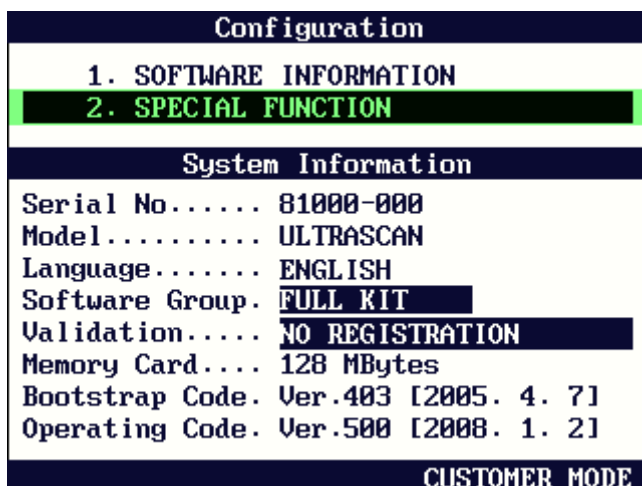 Configuration
1. SOFTWARE INFORMATION
2. SPECIAL FUNCTION
System Information
Serial No...... 81000-000
Model.......... ULTRASCAN
Language....... ENGLISH
Software Group. FULL KIT
Validation..... NO REGISTRATION
Memory Card.... 128 MBytes
Bootstrap Code. Ver.403 [2005. 4. 7]
Operating Code. Ver.500 [2008. 1. 2]
CUSTOMER MODE